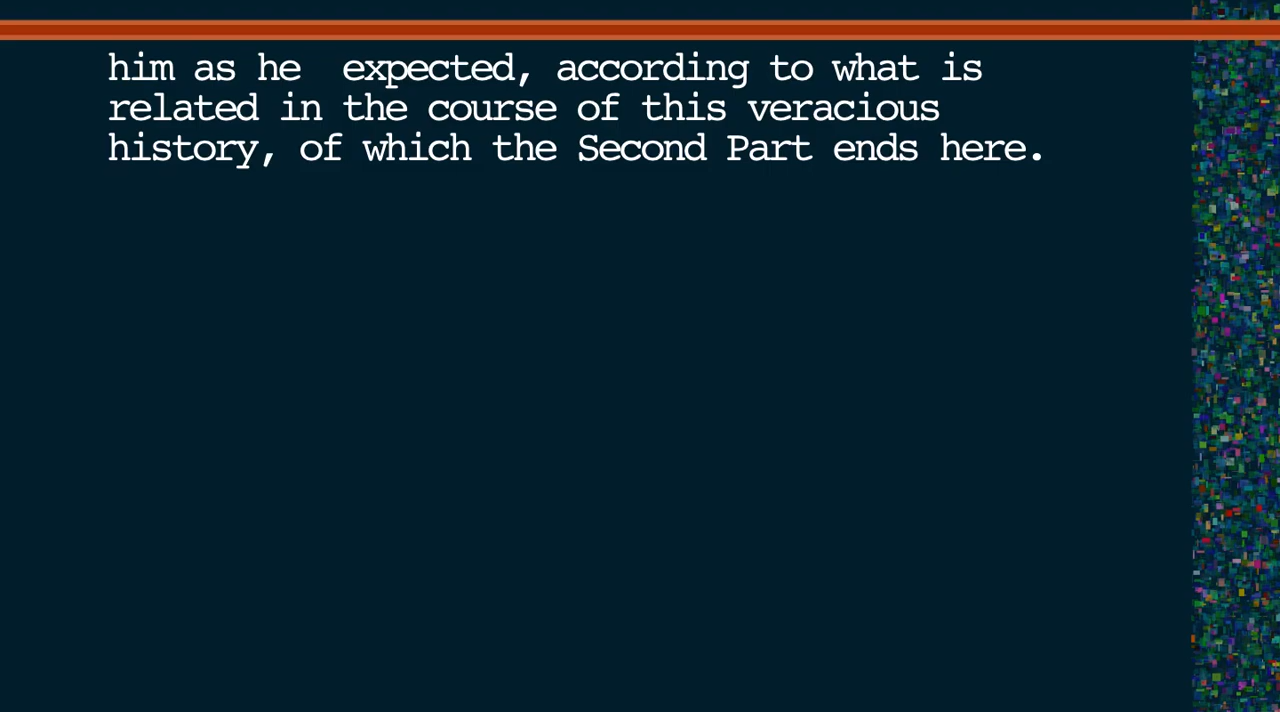 him as he  expected, according to what is
related in the course of this veracious
history, of which the Second Part ends here.